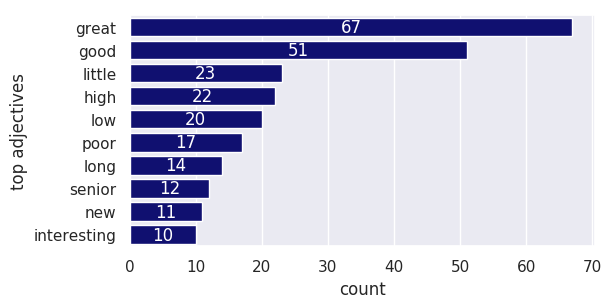 top adjectives
great 67
good 51
little 23
high 22
low 20
poor 17
long 14
senior 12
new 11
interesting 10
0 10 20 30 40 50 60 70
count